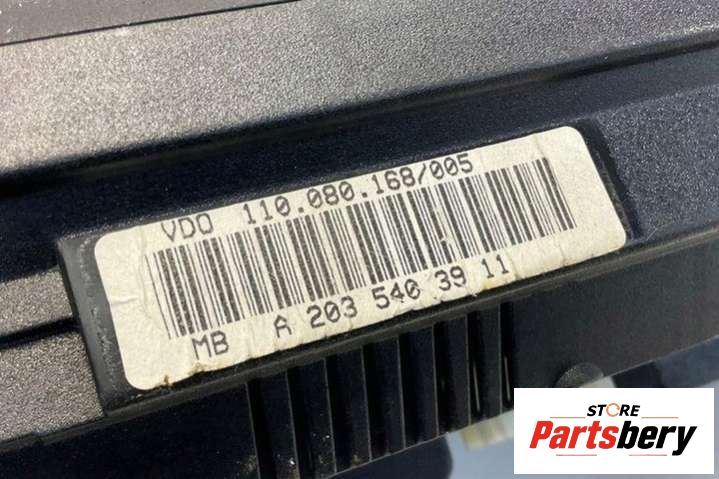 VDO 110.080.168/005
MB A 203 540 39 11
STORE
Partsbery